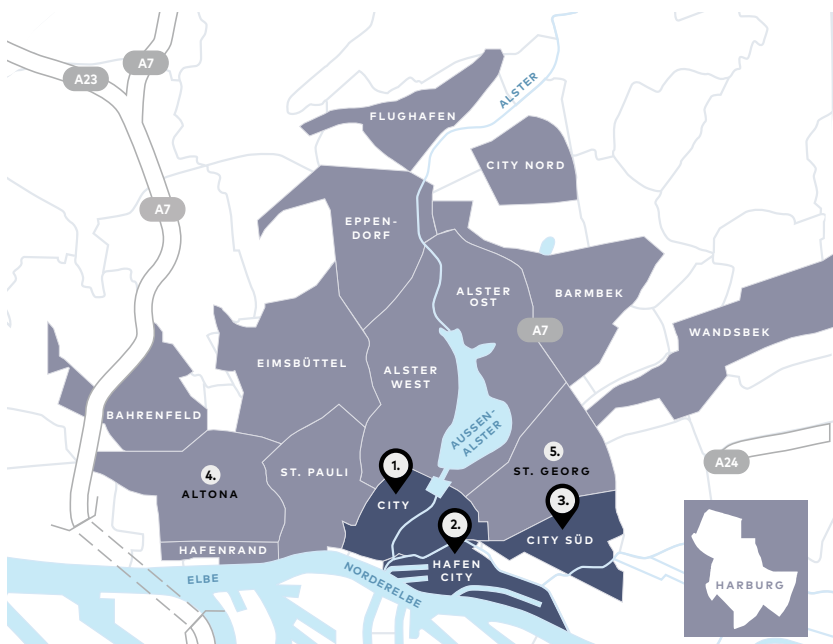 A7
A23
ALSTER
FLUGHAFEN
CITY NORD
A7
EPPEN-
DORF
ALSTER
OST
BARMBEK
A7
WANDSBEK
EIMSBÜTTEL
ALSTER
WEST
BAHRENFELD
AUSSEN-
ALSTER
5.
ST. GEORG
A24
1.
4.
ALTONA
ST. PAULI
CITY
3.
2.
CITY SÜD
HAFENRAND
HAFEN
CITY
ELBE
NORDERELBE
HARBURG